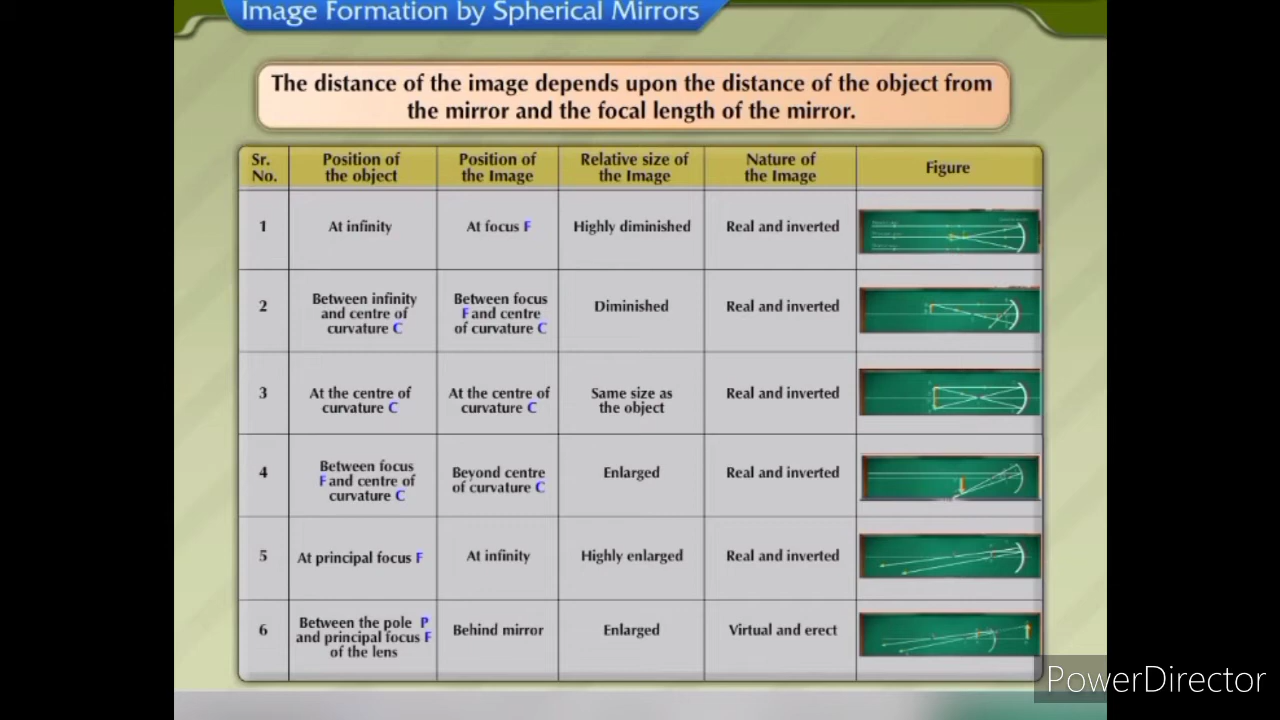 Image Formation by Spherical Mirrors
The distance of the image depends upon the distance of the object from
the mirror and the focal length of the mirror.
Sr. No.
Position of the object
Position of the Image
Relative size of the Image
Nature of the Image
Figure
1
At infinity
At focus F
Highly diminished
Real and inverted
2
Between infinity
and centre of
curvature C
Between focus
F and centre
of curvature C
Diminished
Real and inverted
3
At the centre of
curvature C
At the centre of
curvature C
Same size as
the object
Real and inverted
4
Between focus
F and centre of
curvature C
Beyond centre
of curvature C
Enlarged
Real and inverted
5
At principal focus F
At infinity
Highly enlarged
Real and inverted
6
Between the pole P
and principal focus F
of the lens
Behind mirror
Enlarged
Virtual and erect
PowerDirector